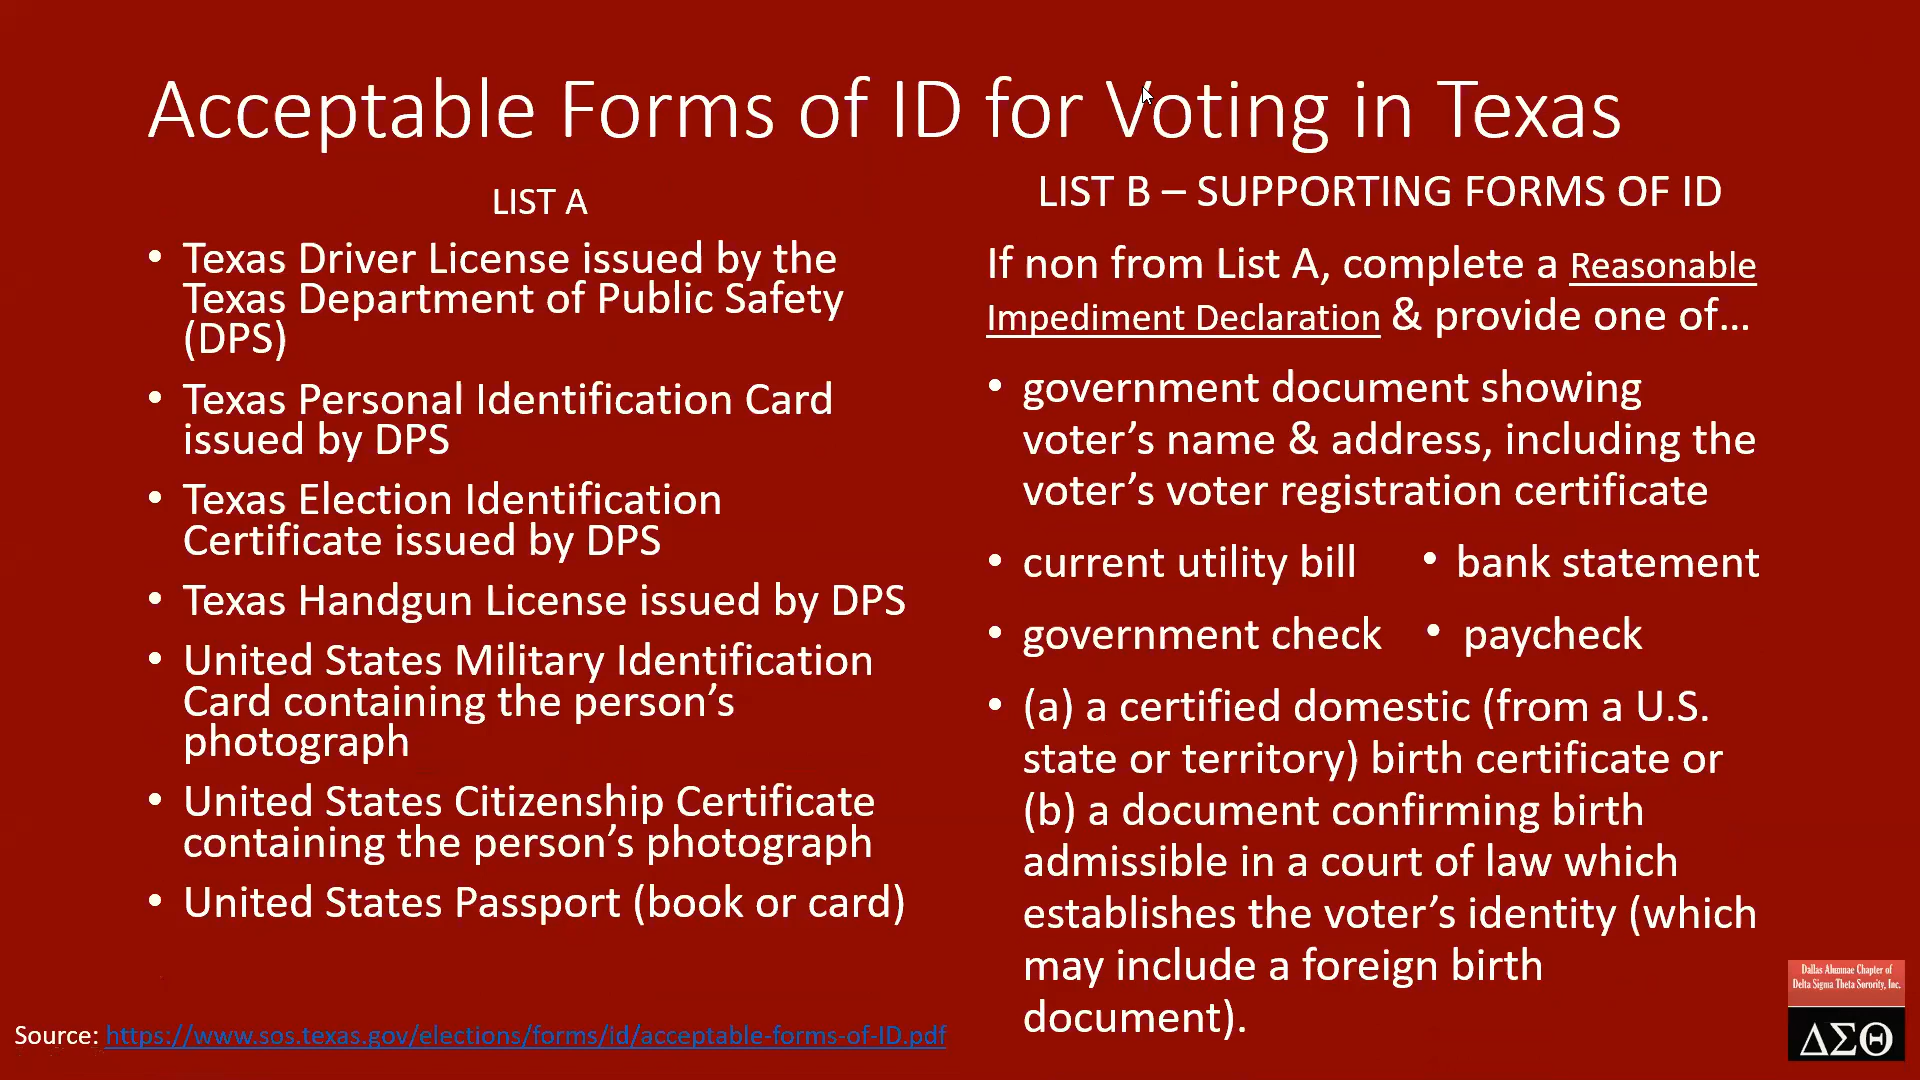 Acceptable Forms of ID for Voting in Texas
LIST A
• Texas Driver License issued by the
Texas Department of Public Safety
(DPS)
• Texas Personal Identification Card
issued by DPS
• Texas Election Identification
Certificate issued by DPS
• Texas Handgun License issued by DPS
• United States Military Identification
Card containing the person’s
photograph
• United States Citizenship Certificate
containing the person’s photograph
• United States Passport (book or card)
LIST B – SUPPORTING FORMS OF ID
If non from List A, complete a Reasonable
Impediment Declaration & provide one of…
• government document showing
voter’s name & address, including the
voter’s voter registration certificate
• current utility bill • bank statement
• government check • paycheck
• (a) a certified domestic (from a U.S.
state or territory) birth certificate or
(b) a document confirming birth
admissible in a court of law which
establishes the voter’s identity (which
may include a foreign birth
document).
Source: https://www.sos.texas.gov/elections/forms/id/acceptable-forms-of-ID.pdf
Dallas Alumnae Chapter of
Delta Sigma Theta Sorority, Inc.
ΔΣΘ